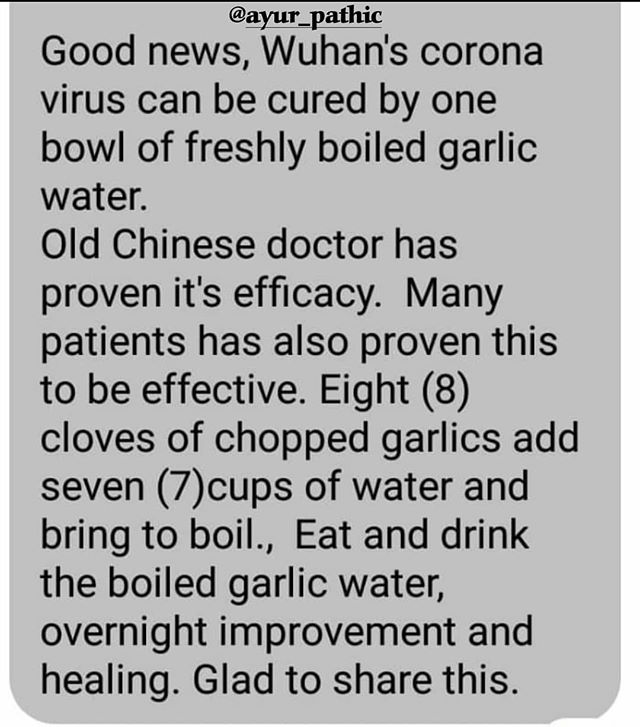 @ayur_pathic
Good news, Wuhan's corona
virus can be cured by one
bowl of freshly boiled garlic
water.
Old Chinese doctor has
proven it's efficacy.  Many
patients has also proven this
to be effective. Eight (8)
cloves of chopped garlics add
seven (7)cups of water and
bring to boil.,  Eat and drink
the boiled garlic water,
overnight improvement and
healing. Glad to share this.